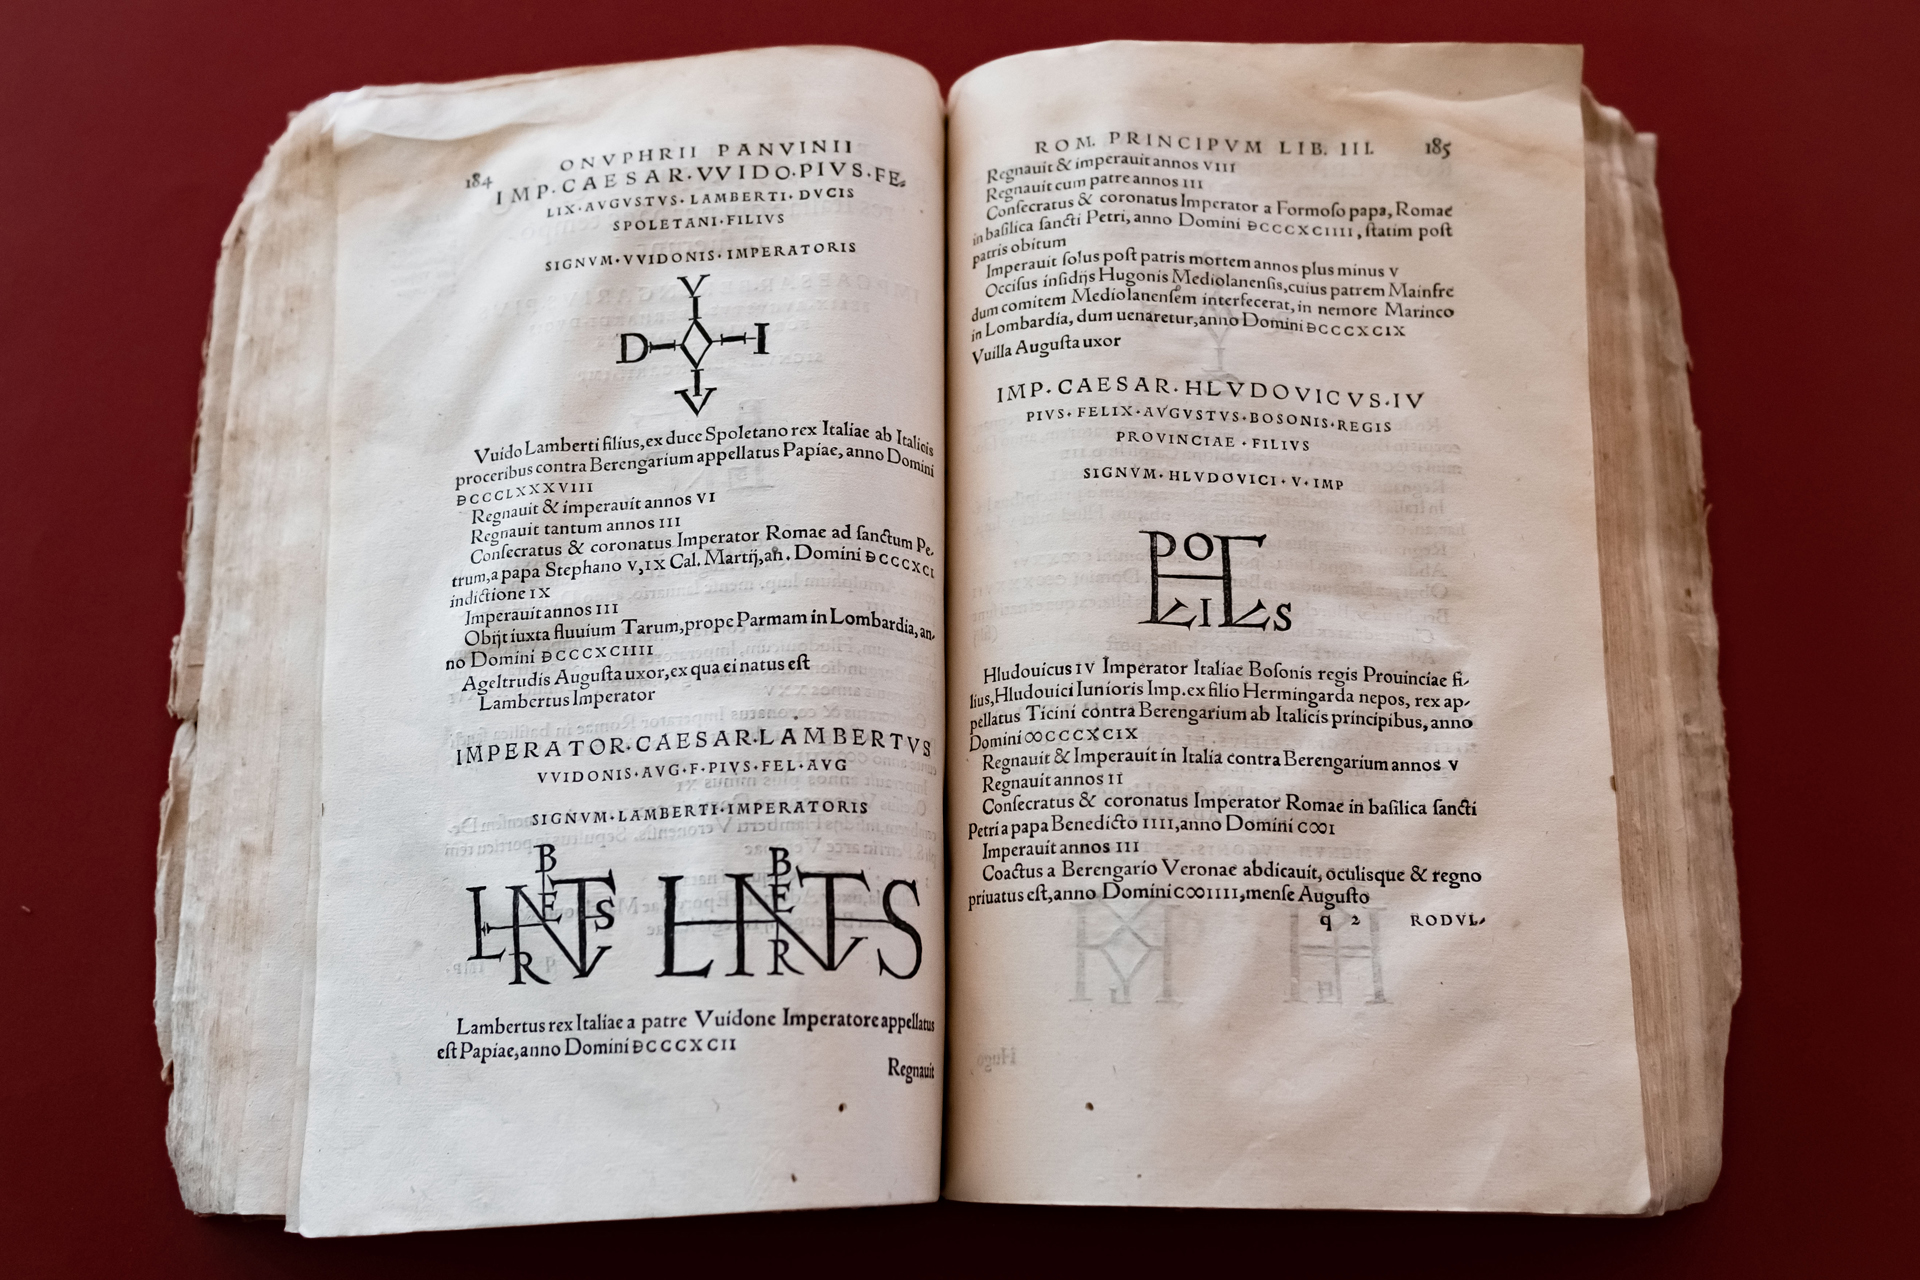 184
ONVPHRII PANVINII
IMP·CAESAR·VVIDO·PIVS·FE-
LIX·AVGVSTVS·LAMBERTI·DVCIS
SPOLETANI·FILIVS
SIGNVM·VVIDONIS·IMPERATORIS
V
I
D I
I
V
Vuido Lamberti filius,ex duce Spoletano rex Italiae ab Italicis
proceribus contra Berengarium appellatus Papiae, anno Domini
DCCCLXXXVIII
Regnauit & imperauit annos VI
Regnauit tantum annos III
Conſecratus & coronatus Imperator Romae ad ſanctum Pe-
trum,a papa Stephano V,IX Cal. Martij,an. Domini DCCCXCI
indictione IX
Imperauit annos III
Obijt iuxta fluuium Tarum,prope Parmam in Lombardia, an-
no Domini DCCCXCIIII
Ageltrudis Auguſta uxor,ex qua ei natus eſt
Lambertus Imperator
IMPERATOR·CAESAR·LAMBERTVS
VVIDONIS·AVG·F·PIVS·FEL·AVG
SIGNVM·LAMBERTI·IMPERATORIS
Lambertus rex Italiae a patre Vuidone Imperatore appellatus
eſt Papiae,anno Domini DCCCXCII
Regnauit
ROM. PRINCIPVM LIB. III. 185
Regnauit & imperauit annos VIII
Regnauit cum patre annos III
Conſecratus & coronatus Imperator a Formoſo papa, Romae
in baſilica ſancti Petri, anno Domini DCCCXCIIII, ſtatim poſt
patris obitum
Imperauit ſolus poſt patris mortem annos plus minus V
Occiſus inſidijs Hugonis Mediolanenſis,cuius patrem Mainfre
dum comitem Mediolanenſem interfecerat, in nemore Marinco
in Lombardia, dum uenaretur,anno Domini DCCCXCIX
Vuilla Auguſta uxor
IMP·CAESAR·HLVDOVICVS·IV
PIVS·FELIX·AVGVSTVS·BOSONIS·REGIS
PROVINCIAE·FILIVS
SIGNVM·HLVDOVICI·V·IMP
Hludouicus IV Imperator Italiae Boſonis regis Prouinciae fi-
lius,Hludouici Iunioris Imp.ex filio Hermingarda nepos, rex ap-
pellatus Ticini contra Berengarium ab Italicis principibus, anno
Domini ꝏCCCXCIX
Regnauit & Imperauit in Italia contra Berengarium annos V
Regnauit annos II
Conſecratus & coronatus Imperator Romae in baſilica ſancti
Petri a papa Benedicto IIII,anno Domini CꝏI
Imperauit annos III
Coactus a Berengario Veronae abdicauit, oculisque & regno
priuatus eſt,anno Domini CꝏIIII,menſe Auguſto
q 2 RODVL-